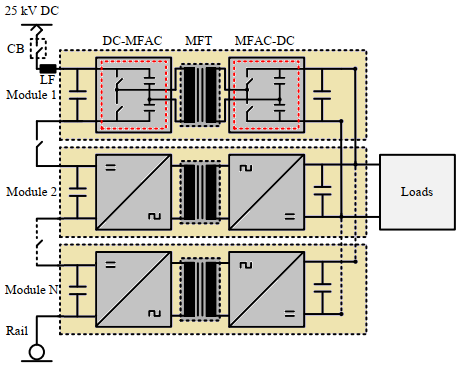 25 kV DC
CB
LF
DC-MFAC
MFT
MFAC-DC
Module 1
Module 2
Loads
Module N
Rail